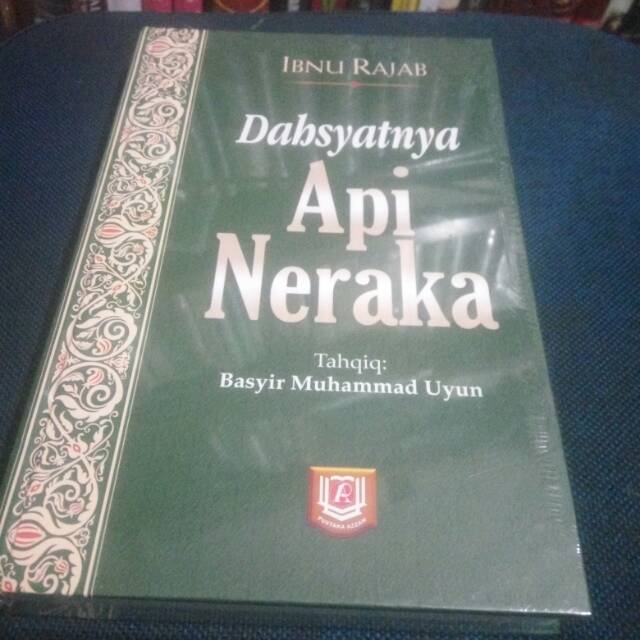 IBNU RAJAB
Dahsyatnya
Api
Neraka
Tahqiq:
Basyir Muhammad Uyun
PUSTAKA AZZAM